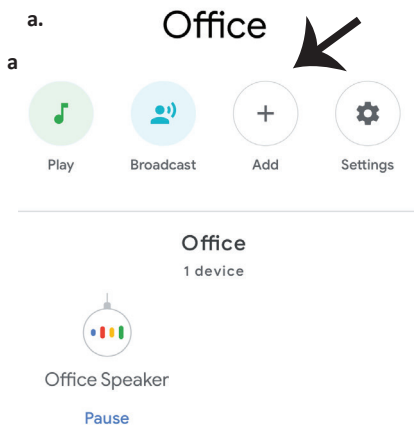 a.
Office
a
Play Broadcast Add Settings
Office
1 device
Office Speaker
Pause